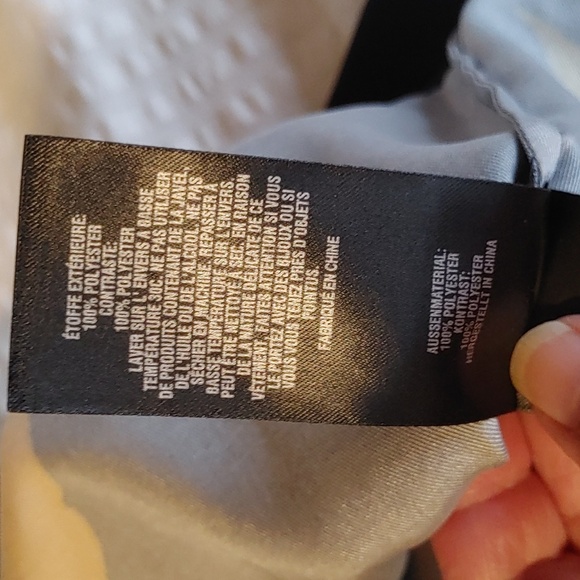 ÉTOFFE EXTÉRIEURE:
100% POLYESTER
CONTRASTE:
100% POLYESTER
LAVER SUR L'ENVERS À BASSE
TEMPÉRATURE 30C. NE PAS UTILISER
DE PRODUITS CONTENANT DE LA JAVEL,
DE L'HUILE OU DE L'ALCOOL. NE PAS
SÉCHER EN MACHINE. REPASSER À
BASSE TEMPÉRATURE SUR L'ENVERS.
PEUT ÊTRE NETTOYÉ À SEC. EN RAISON
DE LA NATURE DÉLICATE DE CE
VÊTEMENT, FAITES ATTENTION SI VOUS
LE PORTEZ AVEC DES BIJOUX OU SI
VOUS VOUS TENEZ PRÈS D'OBJETS
POINTUS.
FABRIQUÉ EN CHINE
AUSSENMATERIAL:
100% POLYESTER
KONTRAST:
100% POLYESTER
HERGESTELLT IN CHINA